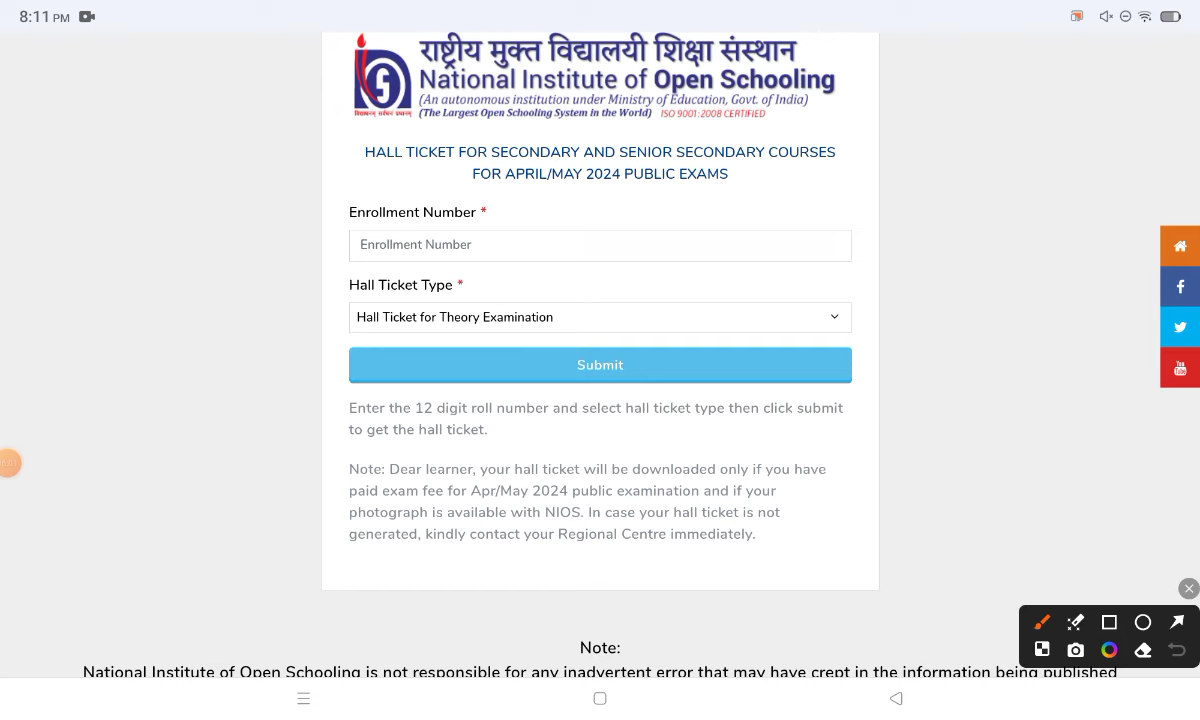 8:11 PM
राष्ट्रीय मुक्त विद्यालयी शिक्षा संस्थान
National Institute of Open Schooling
(An autonomous institution under Ministry of Education, Govt. of India)
(The Largest Open Schooling System in the World) ISO 9001:2008 CERTIFIED
HALL TICKET FOR SECONDARY AND SENIOR SECONDARY COURSES
FOR APRIL/MAY 2024 PUBLIC EXAMS
Enrollment Number *
Enrollment Number
Hall Ticket Type *
Hall Ticket for Theory Examination
Submit
Enter the 12 digit roll number and select hall ticket type then click submit
to get the hall ticket.
Note: Dear learner, your hall ticket will be downloaded only if you have
paid exam fee for Apr/May 2024 public examination and if your
photograph is available with NIOS. In case your hall ticket is not
generated, kindly contact your Regional Centre immediately.
Note:
National Institute of Open Schooling is not responsible for any inadvertent error that may have crept in the information being published